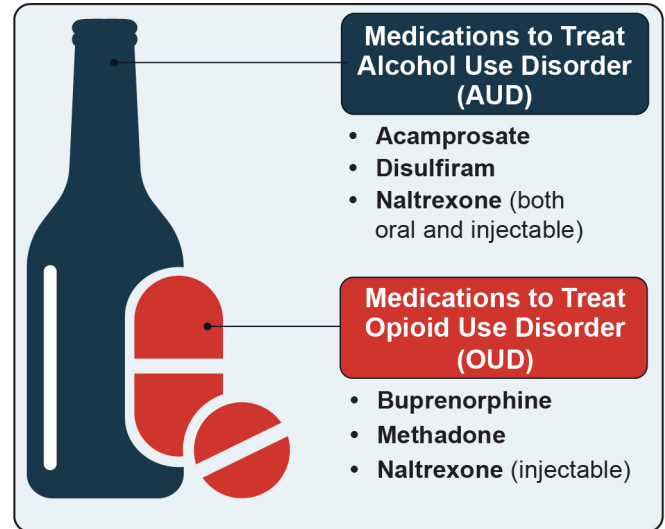 Medications to Treat
Alcohol Use Disorder
(AUD)
• Acamprosate
• Disulfiram
• Naltrexone (both
oral and injectable)
Medications to Treat
Opioid Use Disorder
(OUD)
• Buprenorphine
• Methadone
• Naltrexone (injectable)